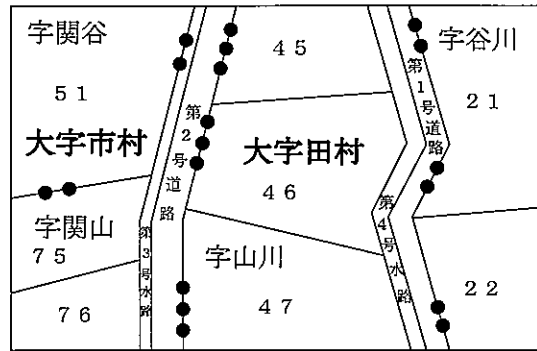 字関谷
51
大字市村
字関山
75
76
第3号水路
第2号道路
45
大字田村
46
字山川
47
第1号道路
第4号水路
字谷川
21
22